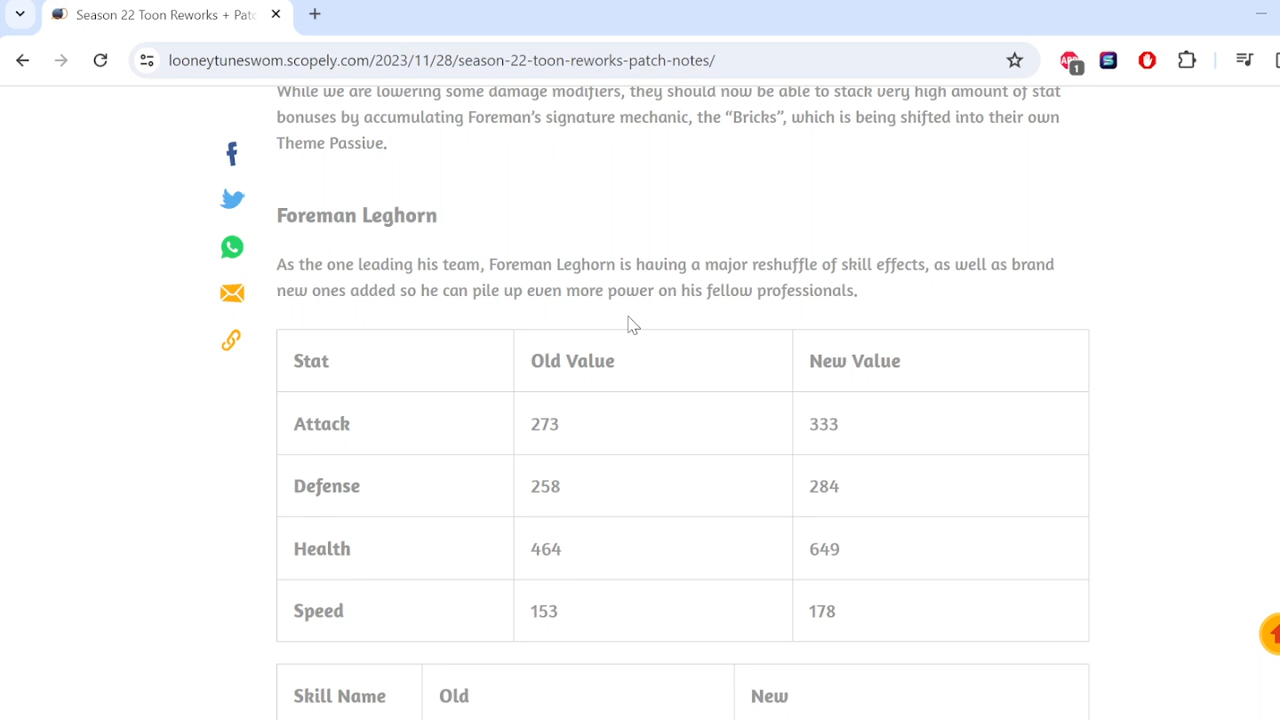 Season 22 Toon Reworks + Patc
looneytuneswom.scopely.com/2023/11/28/season-22-toon-reworks-patch-notes/
1
While we are lowering some damage modifiers, they should now be able to stack very high amount of stat
bonuses by accumulating Foreman's signature mechanic, the “Bricks”, which is being shifted into their own
Theme Passive.
Foreman Leghorn
As the one leading his team, Foreman Leghorn is having a major reshuffle of skill effects, as well as brand
new ones added so he can pile up even more power on his fellow professionals.
Stat Old Value New Value
Attack 273 333
Defense 258 284
Health 464 649
Speed 153 178
Skill Name Old New